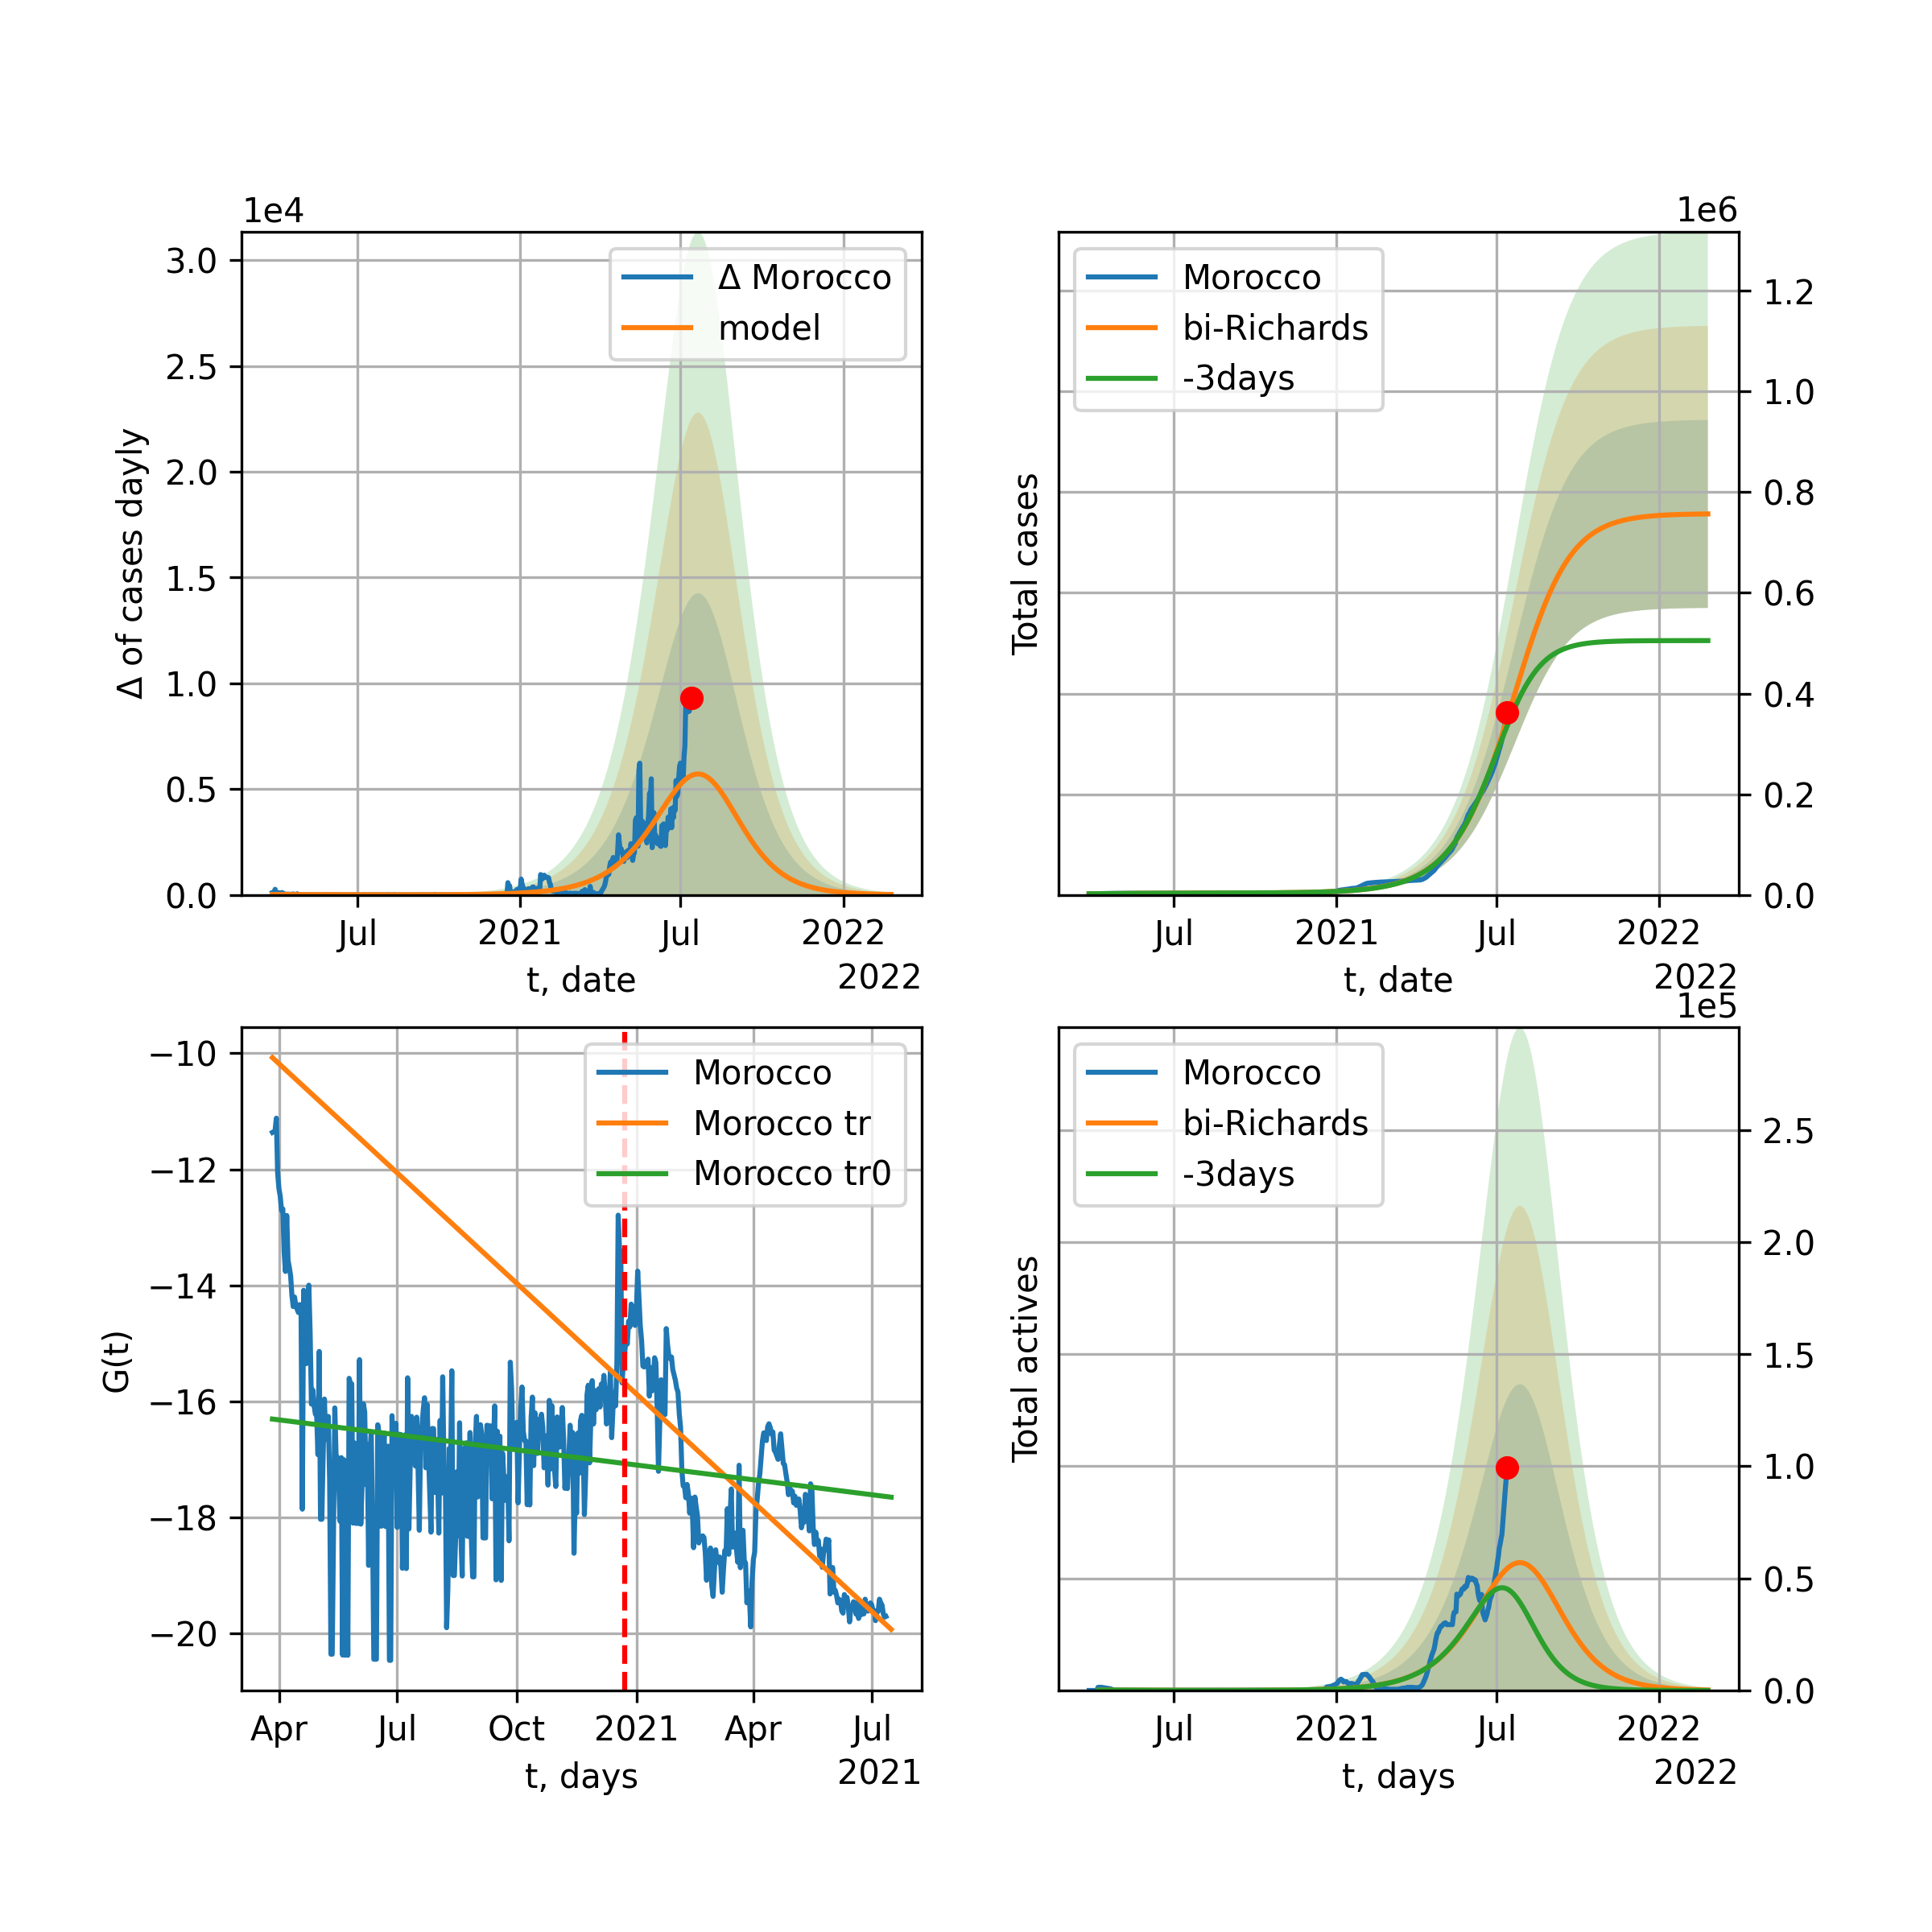 1e4
3.0
2.5
2.0
1.5
1.0
0.5
0.0
Δ of cases dayly
Δ Morocco
model
Jul
2021
Jul
2022
t, date
2022
1e6
Total cases
Morocco
bi-Richards
-3days
1.2
1.0
0.8
0.6
0.4
0.2
0.0
Jul
2021
Jul
2022
t, date
2022
−10
−12
−14
−16
−18
−20
G(t)
Morocco
Morocco tr
Morocco tr0
Apr
Jul
Oct
2021
Apr
Jul
t, days
2021
1e5
Total actives
Morocco
bi-Richards
-3days
2.5
2.0
1.5
1.0
0.5
0.0
Jul
2021
Jul
2022
t, days
2022